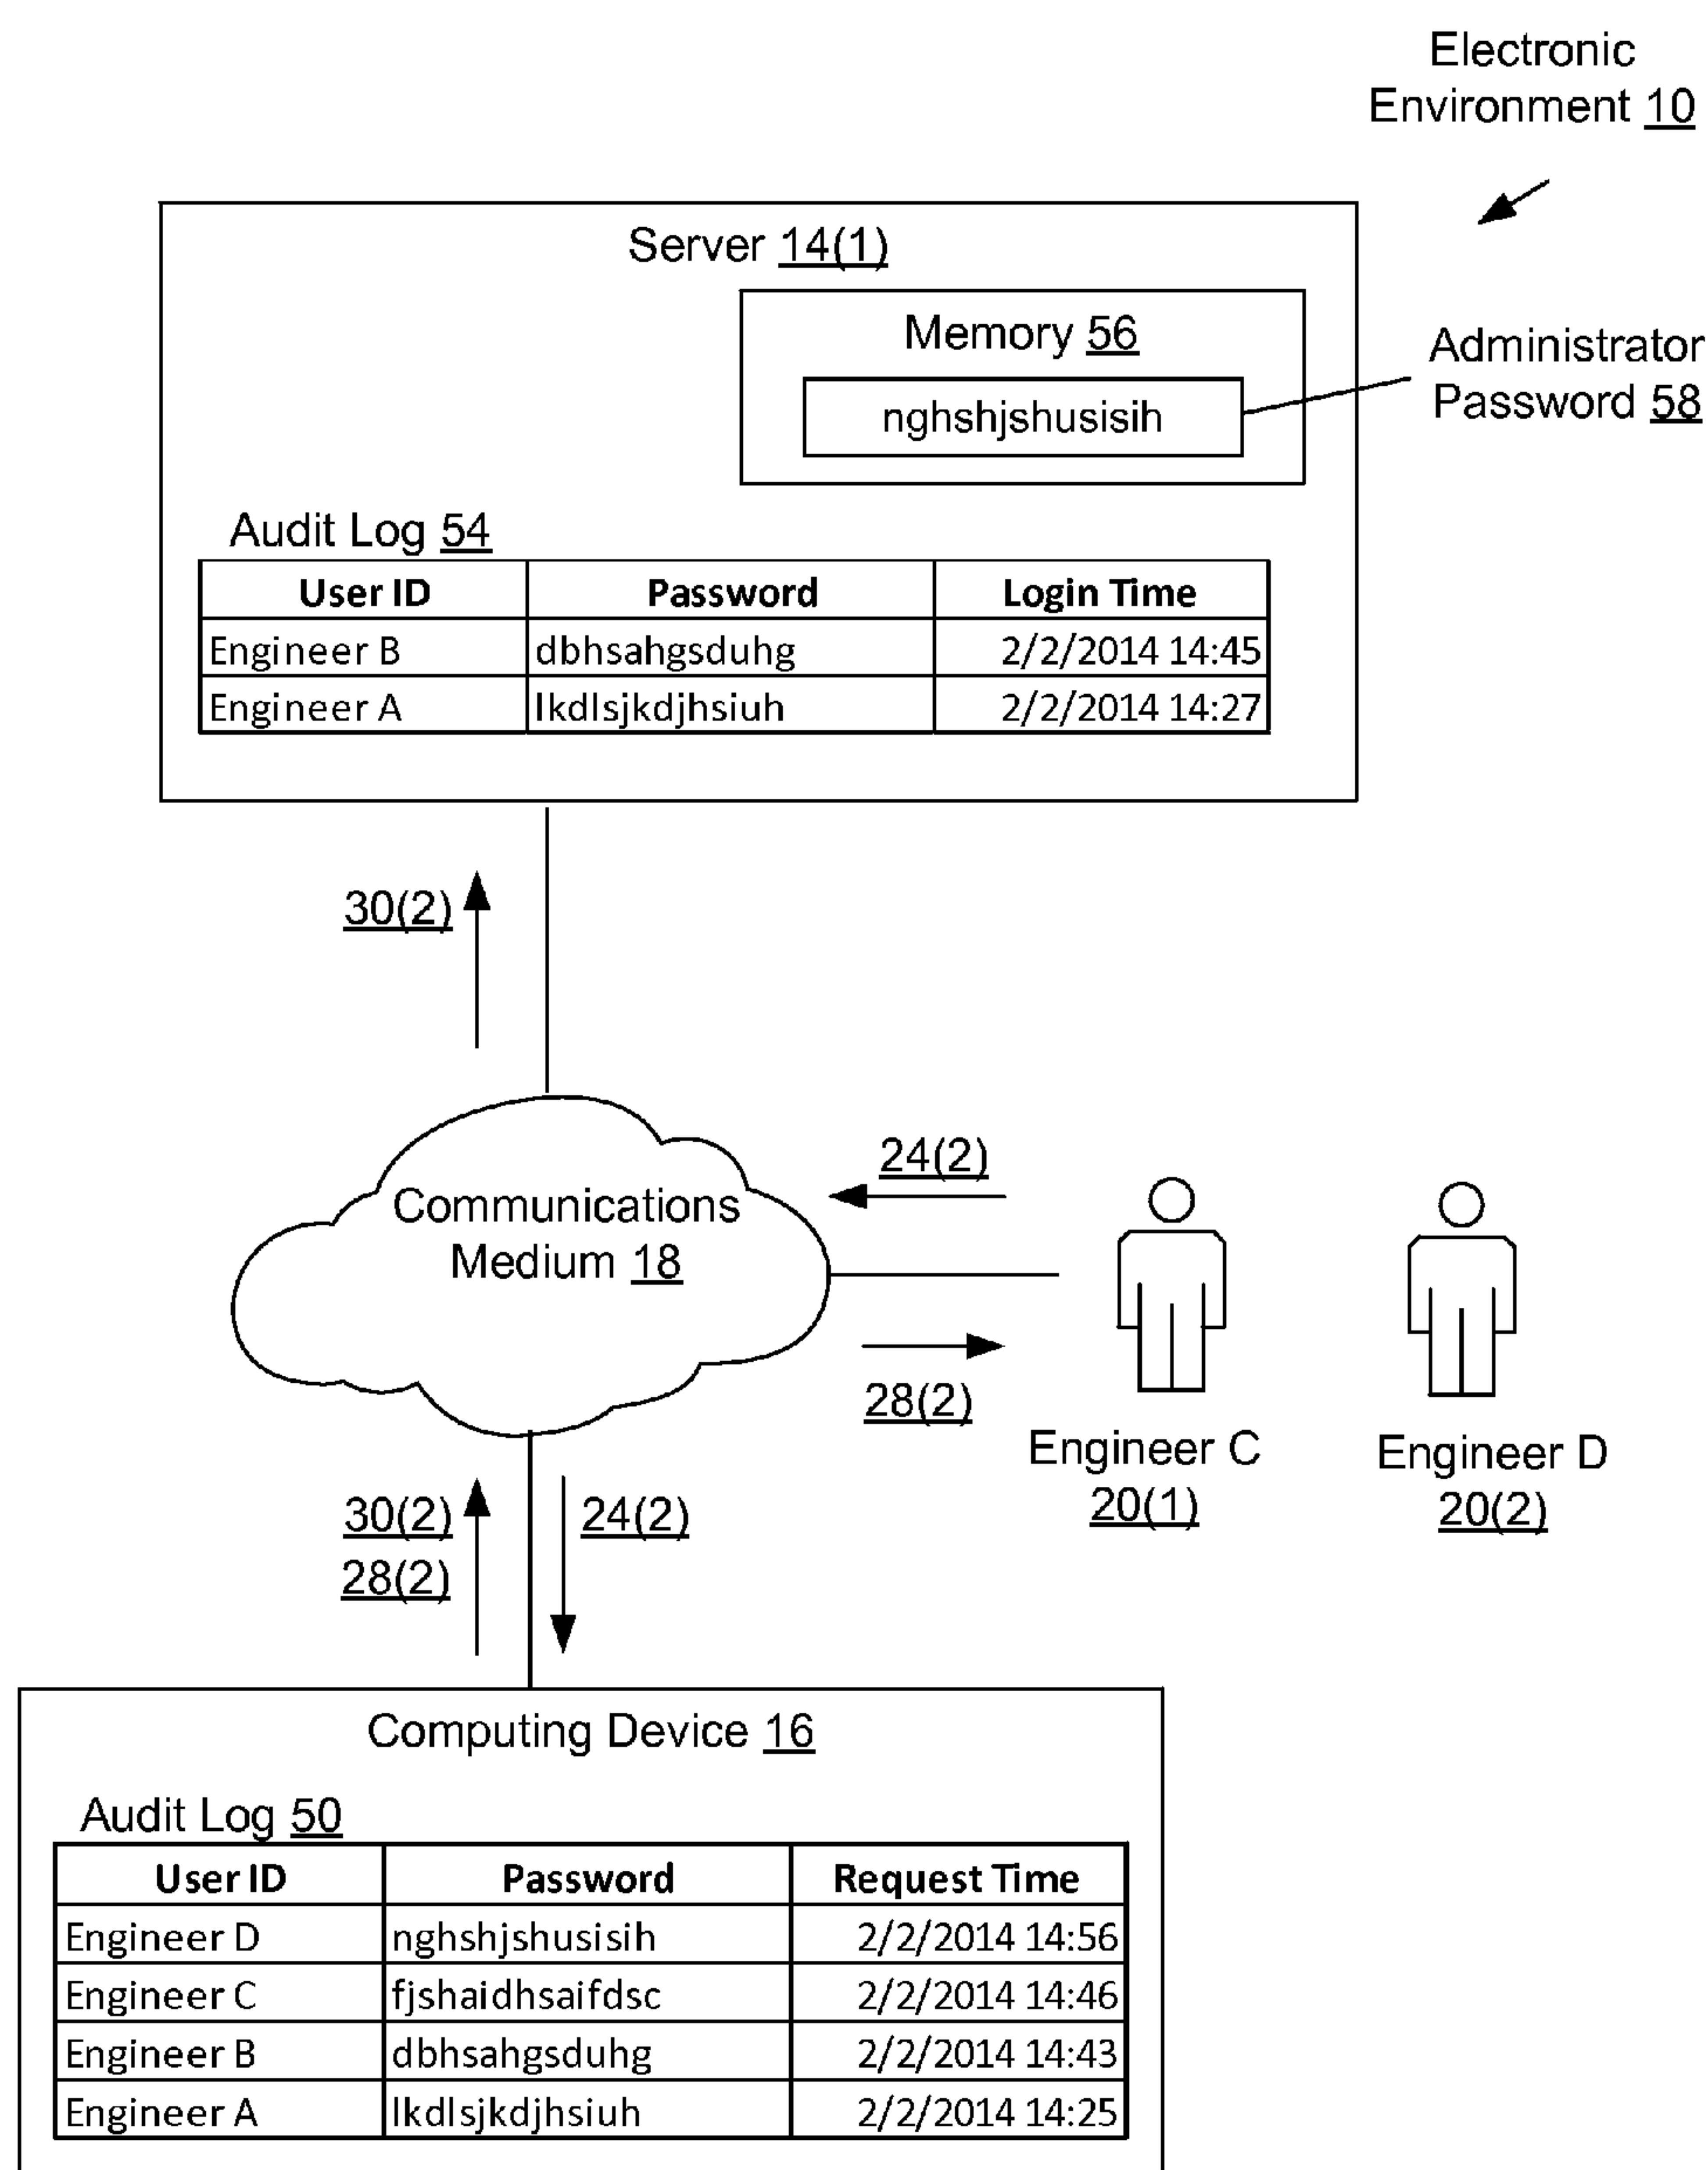 Electronic
Environment 10
Server 14(1)
Memory 56
nghshjshusisih
Administrator
Password 58
Audit Log 54
User ID Password Login Time
Engineer B dbhsahgsduhg 2/2/2014 14:45
Engineer A lkdlsjkdjhsiuh 2/2/2014 14:27
30(2)
Communications
Medium 18
24(2)
28(2)
Engineer C
20(1)
Engineer D
20(2)
30(2)
28(2)
24(2)
Computing Device 16
Audit Log 50
User ID Password Request Time
Engineer D nghshjshusisih 2/2/2014 14:56
Engineer C fjshaidhsaifdsc 2/2/2014 14:46
Engineer B dbhsahgsduhg 2/2/2014 14:43
Engineer A lkdlsjkdjhsiuh 2/2/2014 14:25